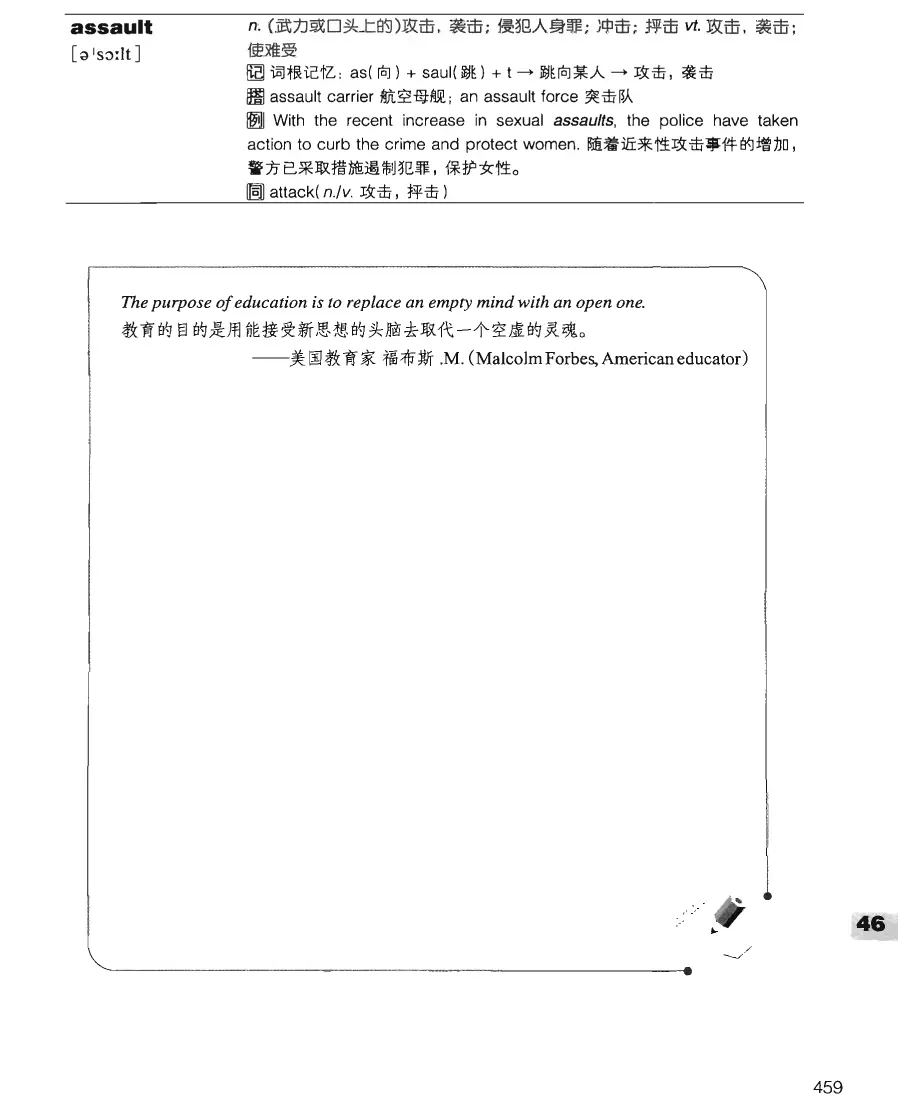 assault n. (武力或口头上的)攻击, 袭击; 侵犯人身罪; 冲击; 抨击 vt. 攻击, 袭击;
[əˈsɔːlt] 使难受
记 词根记忆: as(向) + saul(跳) + t → 跳向某人 → 攻击, 袭击
搭 assault carrier 航空母舰; an assault force 突击队
例 With the recent increase in sexual assaults, the police have taken
action to curb the crime and protect women. 随着近来性攻击事件的增加,
警方已采取措施遏制犯罪, 保护女性。
同 attack(n./v. 攻击, 抨击)
The purpose of education is to replace an empty mind with an open one.
教育的目的是用能接受新思想的头脑去取代一个空虚的灵魂。
——美国教育家 福布斯 .M. (Malcolm Forbes, American educator)
46
459